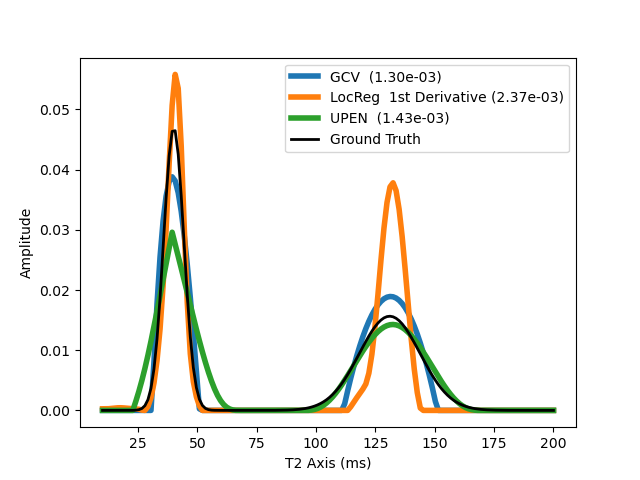 GCV  (1.30e-03)
LocReg  1st Derivative (2.37e-03)
UPEN  (1.43e-03)
Ground Truth
0.05
0.04
0.03
0.02
0.01
0.00
Amplitude
25 50 75 100 125 150 175 200
T2 Axis (ms)